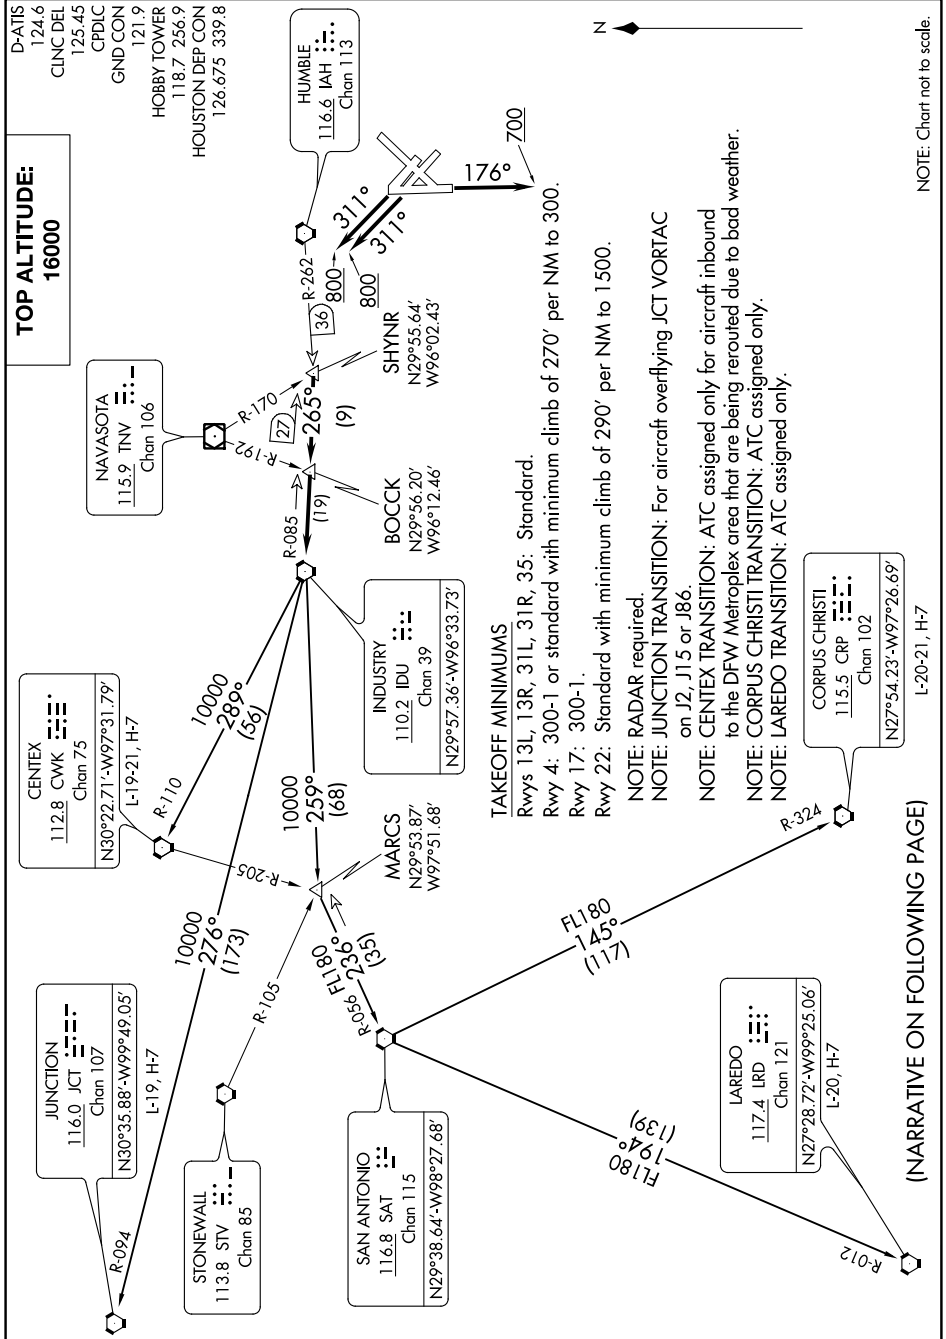 D-ATIS
124.6
CLNC DEL
125.45
CPDLC
GND CON
121.9
HOBBY TOWER
118.7 256.9
HOUSTON DEP CON
126.675 339.8
TOP ALTITUDE:
16000
HUMBLE
116.6 IAH
Chan 113
N
NAVASOTA
115.9 TNV
Chan 106
R-262
36
R-170
R-192
27
265°
(9)
SHYNR
N29°55.64'
W96°02.43'
311°
311°
800
800
176°
700
R-085
(19)
BOCCK
N29°56.20'
W96°12.46'
INDUSTRY
110.2 IDU
Chan 39
N29°57.36'-W96°33.73'
CENTEX
112.8 CWK
Chan 75
N30°22.71'-W97°31.79'
L-19-21, H-7
R-110
10000
289°
(56)
10000
259°
(68)
R-205
MARCS
N29°53.87'
W97°51.68'
10000
276°
(173)
JUNCTION
116.0 JCT
Chan 107
N30°35.88'-W99°49.05'
L-19, H-7
R-094
STONEWALL
113.8 STV
Chan 85
R-105
FL180
236°
(35)
R-056
SAN ANTONIO
116.8 SAT
Chan 115
N29°38.64'-W98°27.68'
FL180
145°
(117)
R-324
CORPUS CHRISTI
115.5 CRP
Chan 102
N27°54.23'-W97°26.69'
L-20-21, H-7
FL180
194°
(139)
R-012
LAREDO
117.4 LRD
Chan 121
N27°28.72'-W99°25.06'
L-20, H-7
TAKEOFF MINIMUMS
Rwys 13L, 13R, 31L, 31R, 35: Standard.
Rwy 4: 300-1 or standard with minimum climb of 270' per NM to 300.
Rwy 17: 300-1.
Rwy 22: Standard with minimum climb of 290' per NM to 1500.
NOTE: RADAR required.
NOTE: JUNCTION TRANSITION: For aircraft overflying JCT VORTAC
on J2, J15 or J86.
NOTE: CENTEX TRANSITION: ATC assigned only for aircraft inbound
to the DFW Metroplex area that are being rerouted due to bad weather.
NOTE: CORPUS CHRISTI TRANSITION: ATC assigned only.
NOTE: LAREDO TRANSITION: ATC assigned only.
(NARRATIVE ON FOLLOWING PAGE)
NOTE: Chart not to scale.